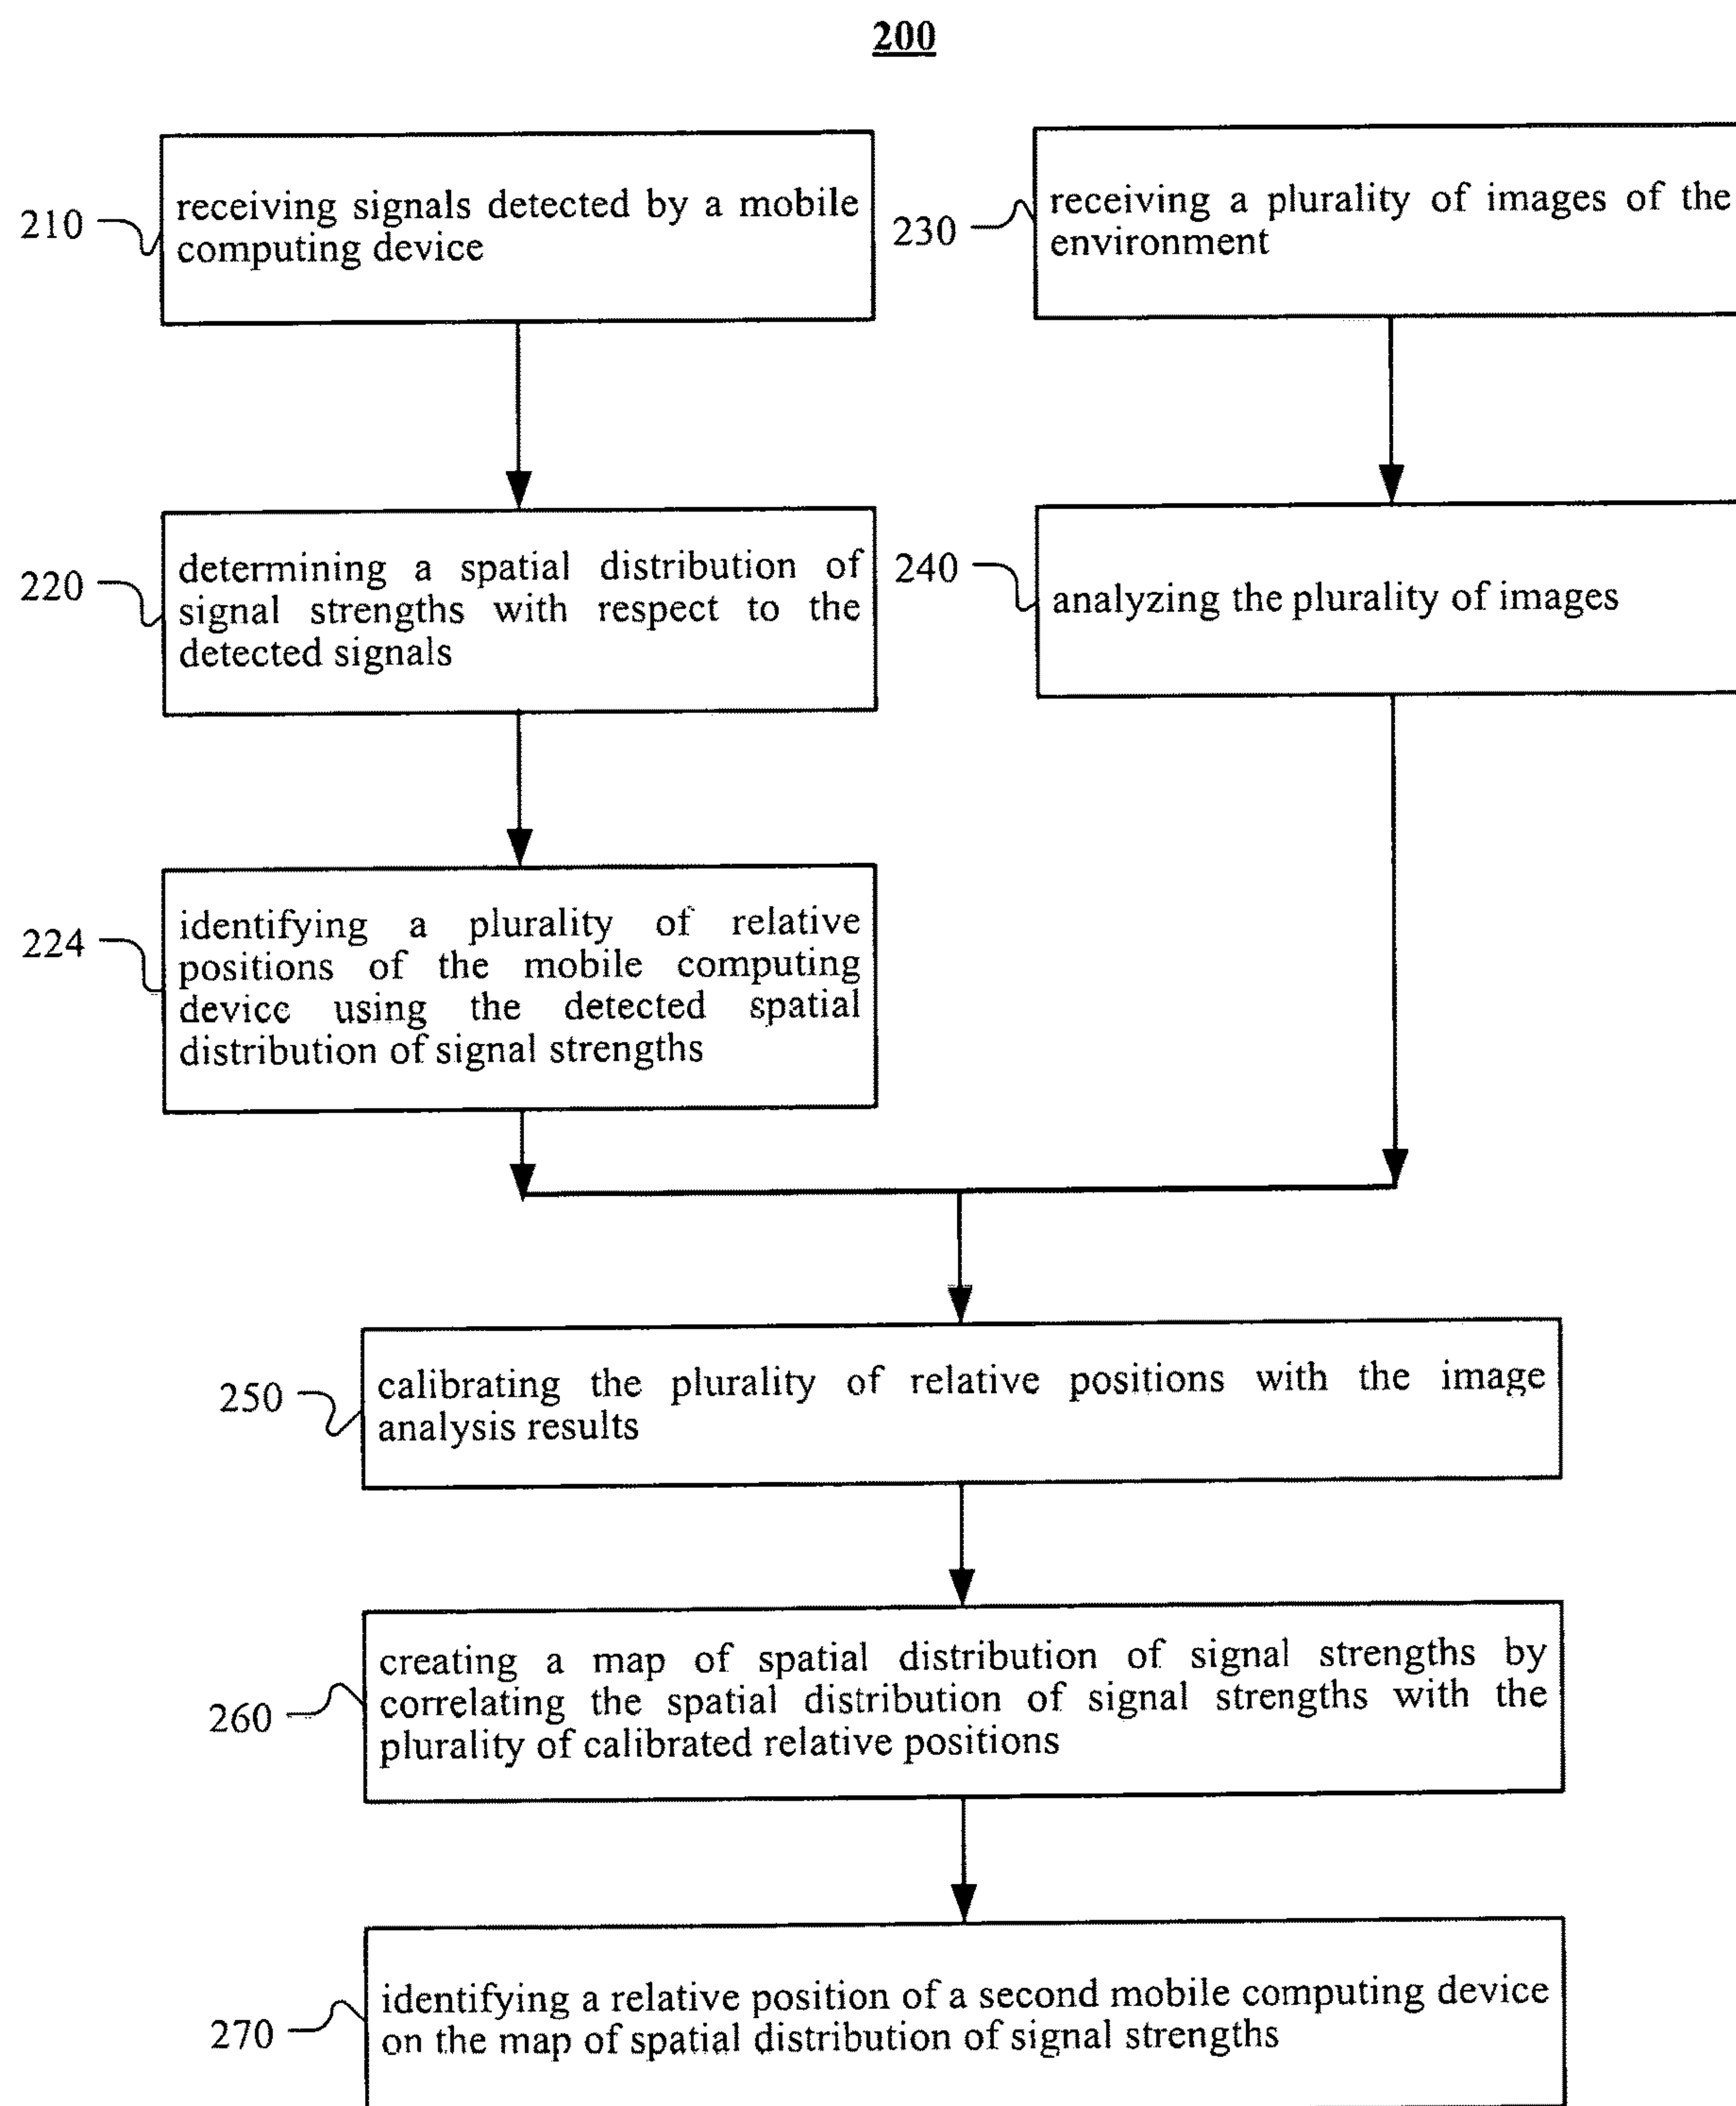 200
210
receiving signals detected by a mobile
computing device
230
receiving a plurality of images of the
environment
220
determining a spatial distribution of
signal strengths with respect to the
detected signals
240
analyzing the plurality of images
224
identifying a plurality of relative
positions of the mobile computing
device using the detected spatial
distribution of signal strengths
250
calibrating the plurality of relative positions with the image
analysis results
260
creating a map of spatial distribution of signal strengths by
correlating the spatial distribution of signal strengths with the
plurality of calibrated relative positions
270
identifying a relative position of a second mobile computing device
on the map of spatial distribution of signal strengths